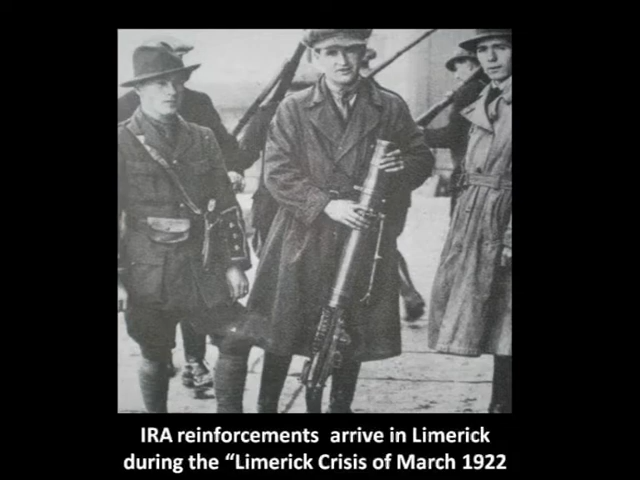 IRA reinforcements arrive in Limerick
during the “Limerick Crisis of March 1922